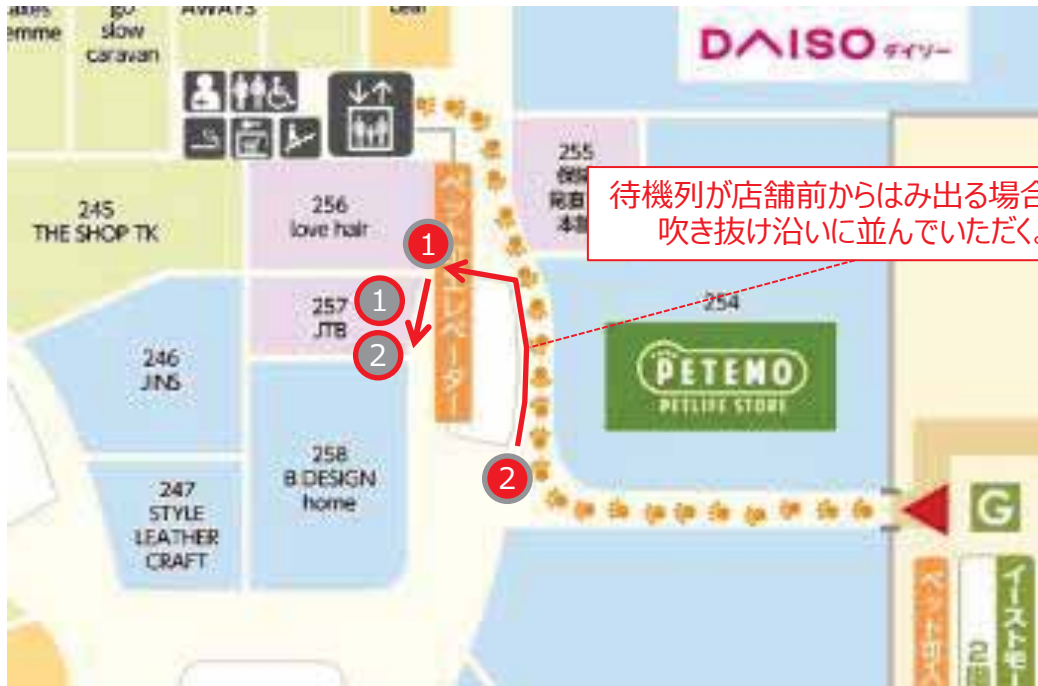 slow
caravan
DAISO ダイソー
255
245
THE SHOP TK
256
love hair
待機列が店舗前からはみ出る場合
吹き抜け沿いに並んでいただく。
1
257
JTB
1
2
254
PETEMO
PETLIFE STORE
246
JINS
258
B.DESIGN
home
2
247
STYLE
LEATHER
CRAFT
G